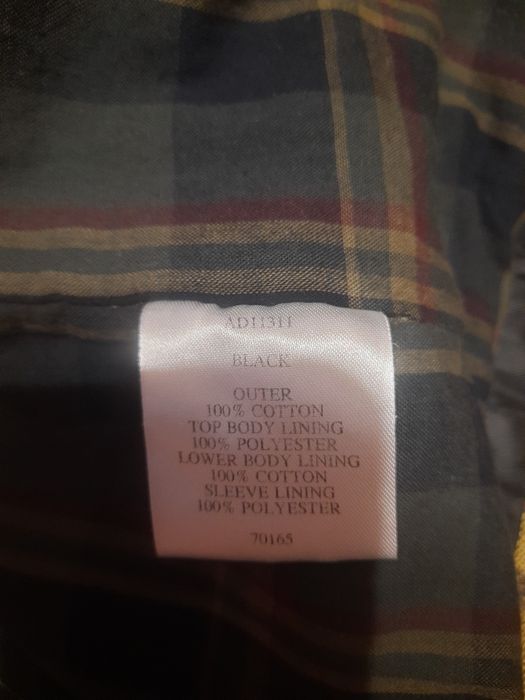 AD11311
BLACK
OUTER
100% COTTON
TOP BODY LINING
100% POLYESTER
LOWER BODY LINING
100% COTTON
SLEEVE LINING
100% POLYESTER
70165